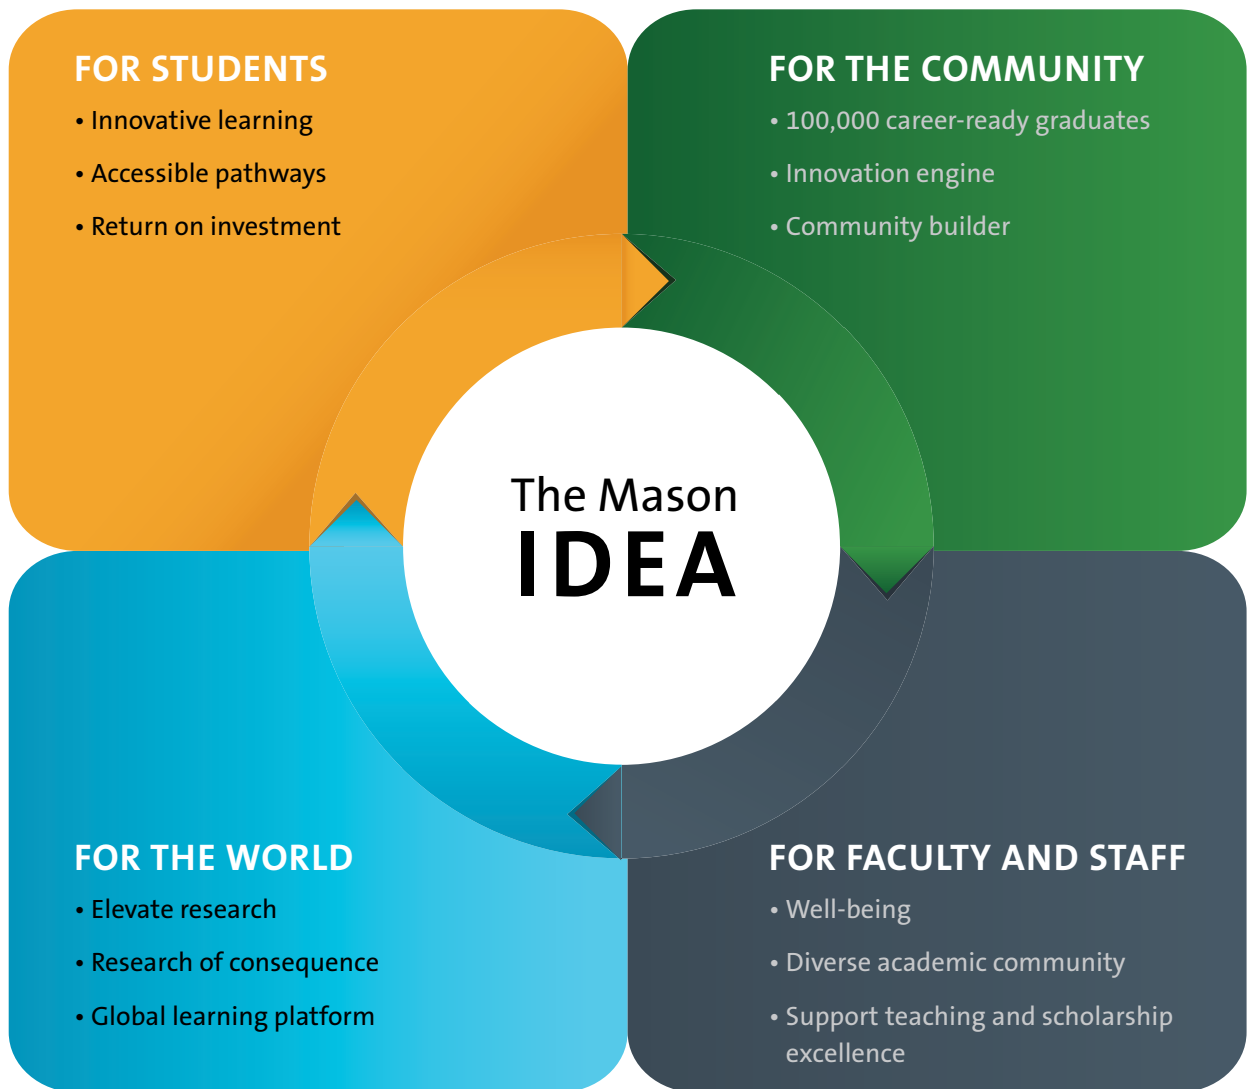 FOR STUDENTS
• Innovative learning
• Accessible pathways
• Return on investment
FOR THE COMMUNITY
• 100,000 career-ready graduates
• Innovation engine
• Community builder
The Mason
IDEA
FOR THE WORLD
• Elevate research
• Research of consequence
• Global learning platform
FOR FACULTY AND STAFF
• Well-being
• Diverse academic community
• Support teaching and scholarship
excellence